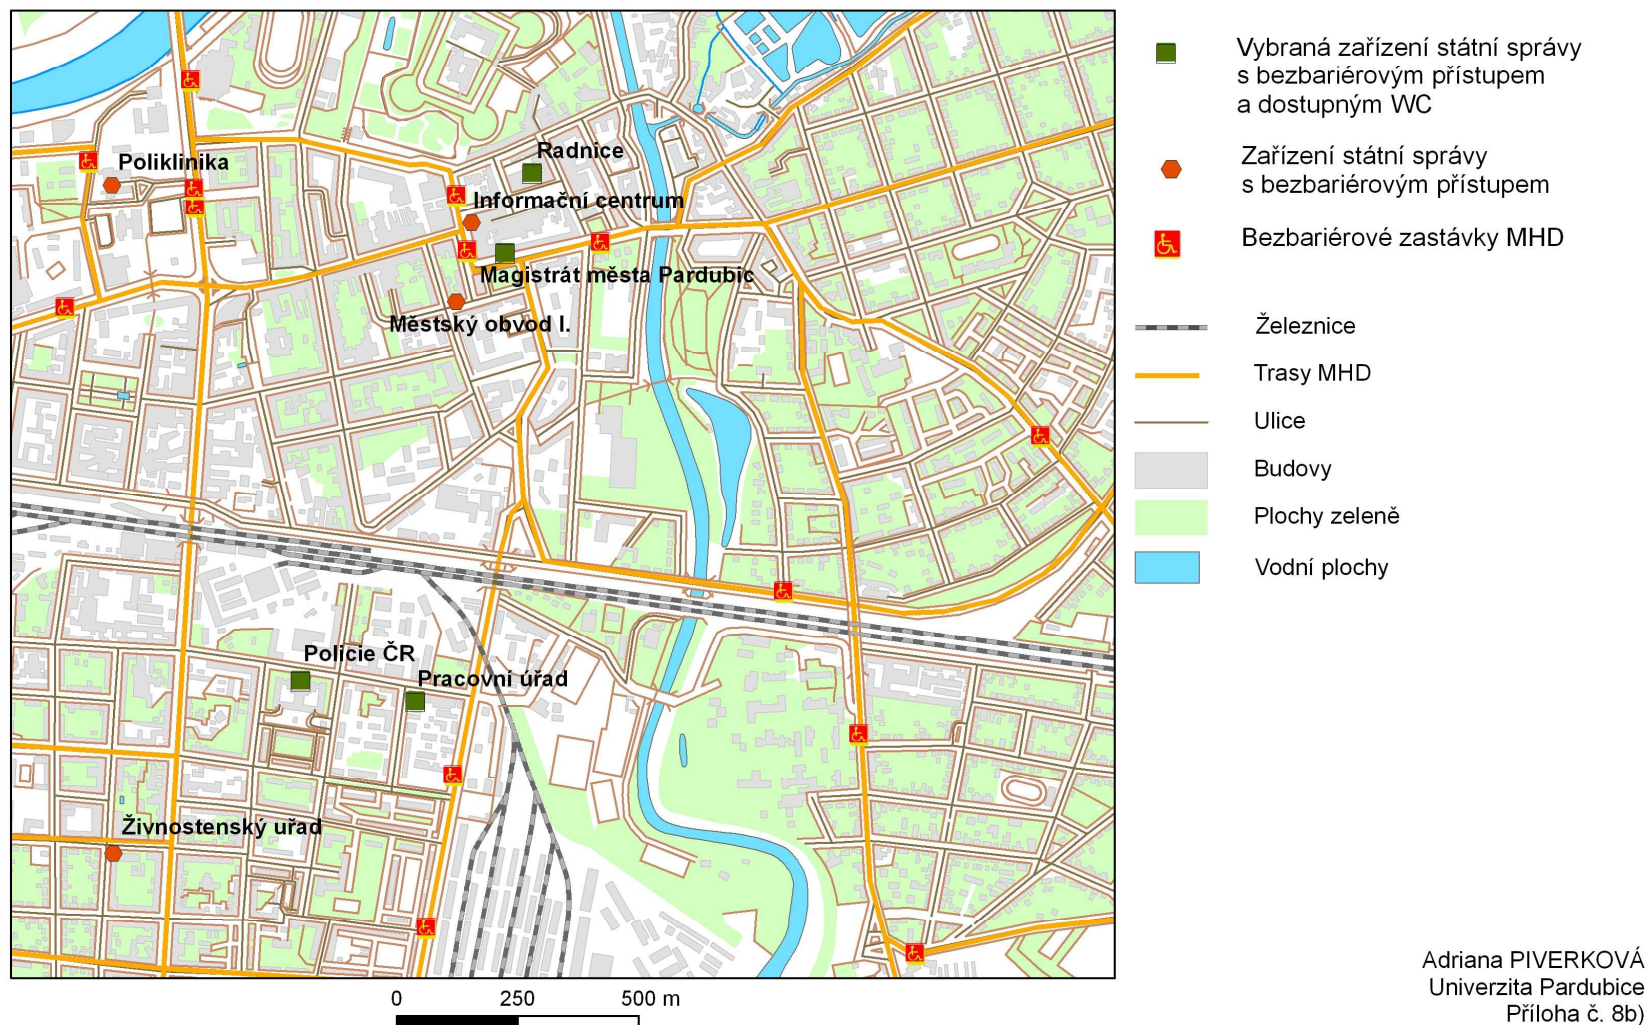 Poliklinika
Radnice
Informační centrum
Magistrát města Pardubic
Městský obvod I.
Policie ČR
Pracovní úřad
Živnostenský uřad
0 250 500 m
Vybraná zařízení státní správy
s bezbariérovým přístupem
a dostupným WC
Zařízení státní správy
s bezbariérovým přístupem
Bezbariérové zastávky MHD
Železnice
Trasy MHD
Ulice
Budovy
Plochy zeleně
Vodní plochy
Adriana PIVERKOVÁ
Univerzita Pardubice
Příloha č. 8b)